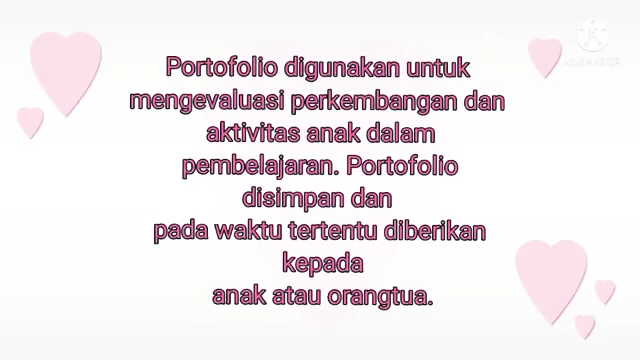 Portofolio digunakan untuk
mengevaluasi perkembangan dan
aktivitas anak dalam
pembelajaran. Portofolio
disimpan dan
pada waktu tertentu diberikan
kepada
anak atau orangtua.
K
KINEMASTER